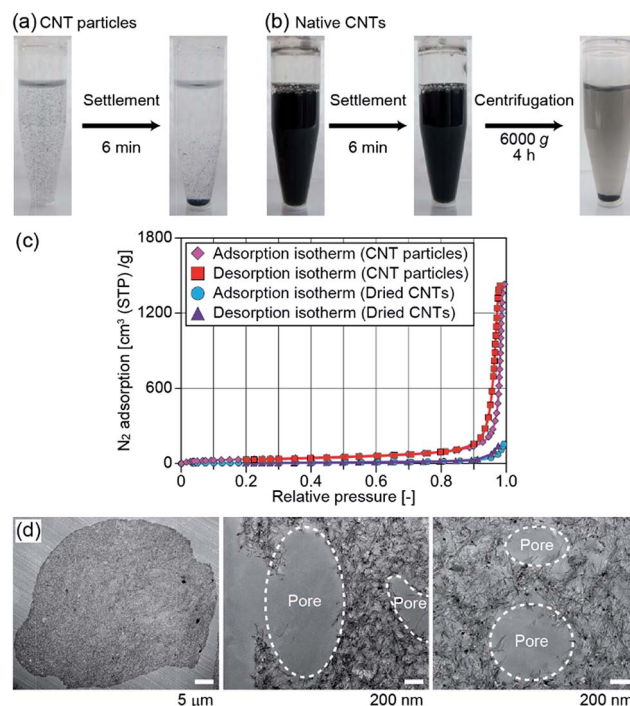 (a) CNT particles
(b) Native CNTs
Settlement
6 min
Settlement
6 min
Centrifugation
6000 g
4 h
(c)
1800
1200
600
0
N₂ adsorption [cm³ (STP) /g]
Adsorption isotherm (CNT particles)
Desorption isotherm (CNT particles)
Adsorption isotherm (Dried CNTs)
Desorption isotherm (Dried CNTs)
0 0.2 0.4 0.6 0.8 1.0
Relative pressure [-]
(d)
Pore
Pore
Pore
Pore
5 μm
200 nm
200 nm